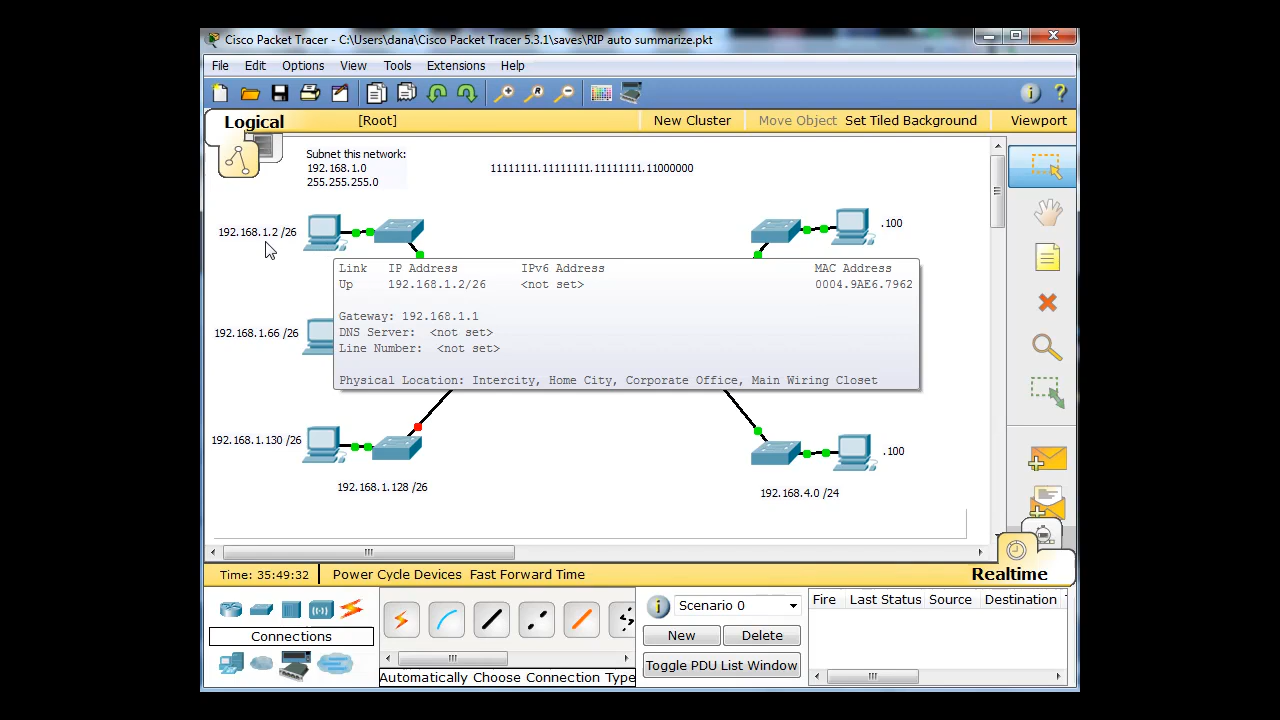 Cisco Packet Tracer - C:\Users\dana\Cisco Packet Tracer 5.3.1\saves\RIP auto summarize.pkt
File Edit Options View Tools Extensions Help
Logical [Root] New Cluster Move Object Set Tiled Background Viewport
Subnet this network:
192.168.1.0
255.255.255.0
11111111.11111111.11111111.11000000
192.168.1.2 /26
.100
Link IP Address IPv6 Address MAC Address
Up 192.168.1.2/26 <not set> 0004.9AE6.7962
Gateway: 192.168.1.1
DNS Server: <not set>
Line Number: <not set>
Physical Location: Intercity, Home City, Corporate Office, Main Wiring Closet
192.168.1.66 /26
192.168.1.130 /26
.100
192.168.1.128 /26
192.168.4.0 /24
Realtime
Time: 35:49:32 Power Cycle Devices Fast Forward Time
Connections
Automatically Choose Connection Type
Scenario 0
New Delete
Toggle PDU List Window
Fire Last Status Source Destination